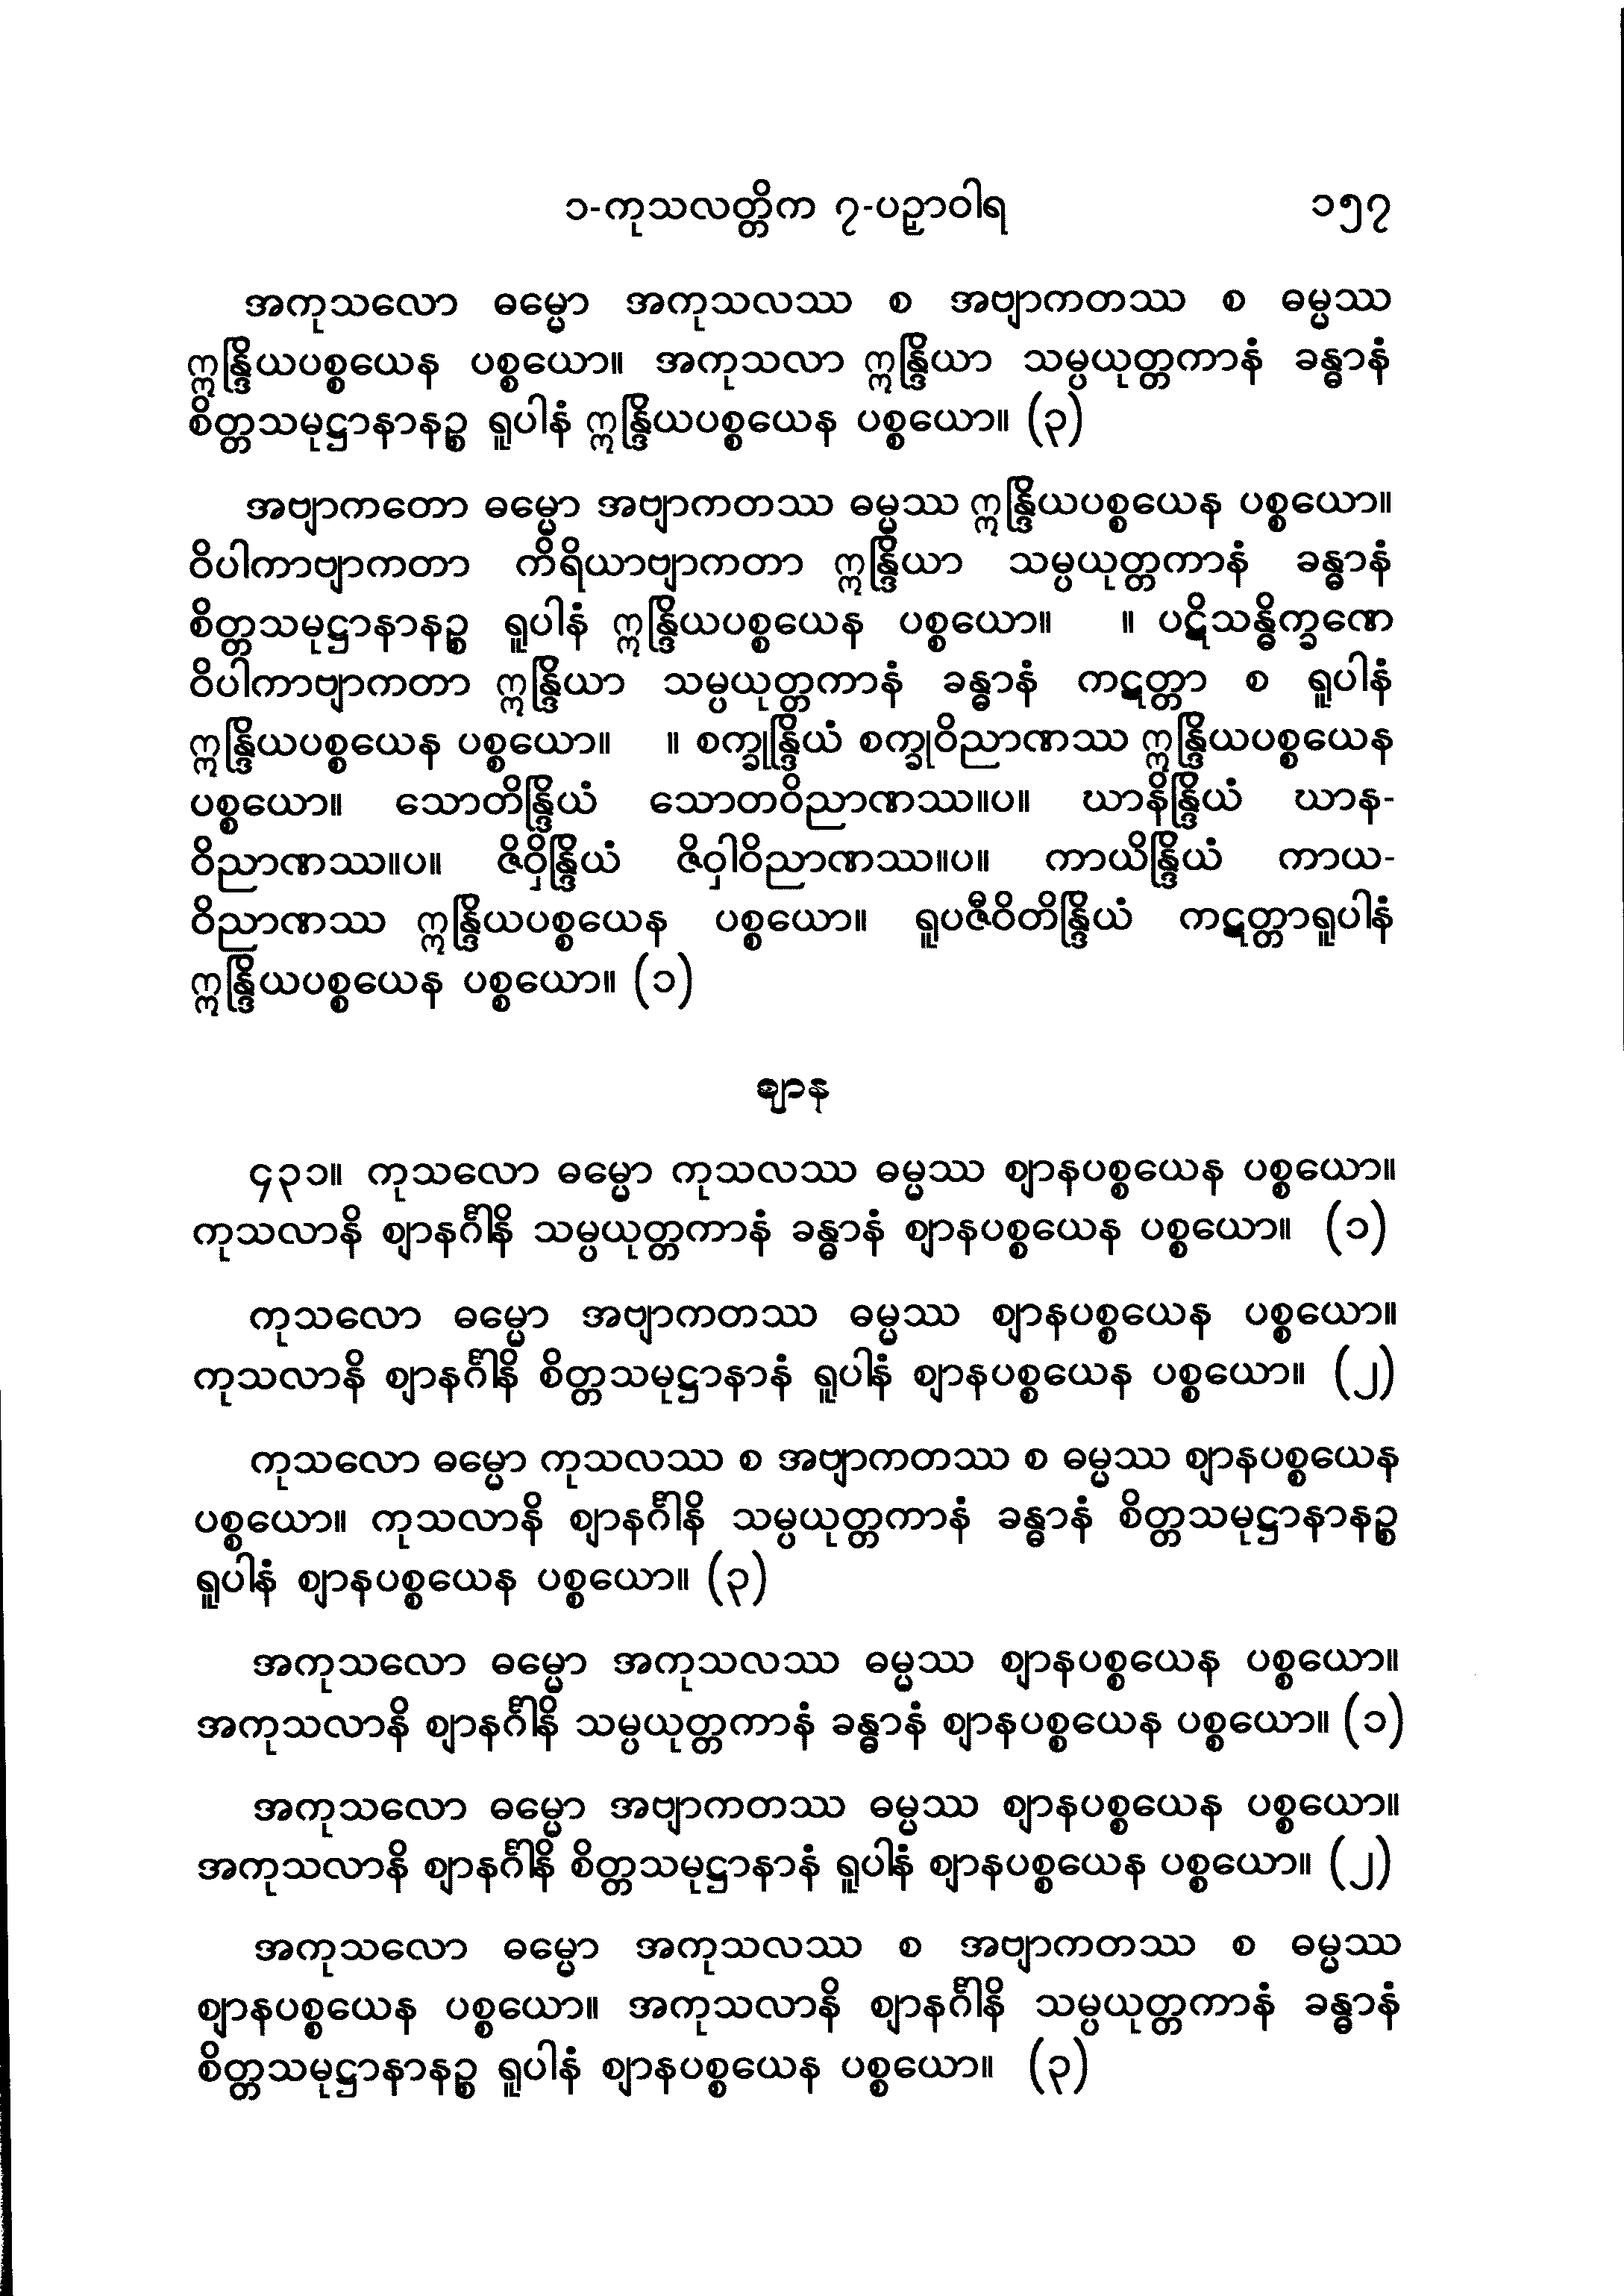 ၁-ကုသလတ္တိက ၇-ပဉှာဝါရ ၁၅၇
အကုသလော ဓမ္မော အကုသလဿ စ အဗျာကတဿ စ ဓမ္မဿ
ဣန္ဒြိယပစ္စယေန ပစ္စယော။ အကုသလာ ဣန္ဒြိယာ သမ္ပယုတ္တကာနံ ခန္ဓာနံ
စိတ္တသမုဋ္ဌာနာနဉ္စ ရူပါနံ ဣန္ဒြိယပစ္စယေန ပစ္စယော။ (၃)
အဗျာကတော ဓမ္မော အဗျာကတဿ ဓမ္မဿ ဣန္ဒြိယပစ္စယေန ပစ္စယော။
ဝိပါကာဗျာကတာ ကိရိယာဗျာကတာ ဣန္ဒြိယာ သမ္ပယုတ္တကာနံ ခန္ဓာနံ
စိတ္တသမုဋ္ဌာနာနဉ္စ ရူပါနံ ဣန္ဒြိယပစ္စယေန ပစ္စယော။ ။ ပဋိသန္ဓိက္ခဏေ
ဝိပါကာဗျာကတာ ဣန္ဒြိယာ သမ္ပယုတ္တကာနံ ခန္ဓာနံ ကဋတ္တာ စ ရူပါနံ
ဣန္ဒြိယပစ္စယေန ပစ္စယော။ ။ စက္ခုန္ဒြိယံ စက္ခုဝိညာဏဿ ဣန္ဒြိယပစ္စယေန
ပစ္စယော။ သောတိန္ဒြိယံ သောတဝိညာဏဿ။ပ။ ဃာနိန္ဒြိယံ ဃာန-
ဝိညာဏဿ။ပ။ ဇိဝှိန္ဒြိယံ ဇိဝှါဝိညာဏဿ။ပ။ ကာယိန္ဒြိယံ ကာယ-
ဝိညာဏဿ ဣန္ဒြိယပစ္စယေန ပစ္စယော။ ရူပဇီဝိတိန္ဒြိယံ ကဋတ္တာရူပါနံ
ဣန္ဒြိယပစ္စယေန ပစ္စယော။ (၁)
ဈာန
၄၃၁။ ကုသလော ဓမ္မော ကုသလဿ ဓမ္မဿ ဈာနပစ္စယေန ပစ္စယော။
ကုသလာနိ ဈာနင်္ဂါနိ သမ္ပယုတ္တကာနံ ခန္ဓာနံ ဈာနပစ္စယေန ပစ္စယော။ (၁)
ကုသလော ဓမ္မော အဗျာကတဿ ဓမ္မဿ ဈာနပစ္စယေန ပစ္စယော။
ကုသလာနိ ဈာနင်္ဂါနိ စိတ္တသမုဋ္ဌာနာနံ ရူပါနံ ဈာနပစ္စယေန ပစ္စယော။ (၂)
ကုသလော ဓမ္မော ကုသလဿ စ အဗျာကတဿ စ ဓမ္မဿ ဈာနပစ္စယေန
ပစ္စယော။ ကုသလာနိ ဈာနင်္ဂါနိ သမ္ပယုတ္တကာနံ ခန္ဓာနံ စိတ္တသမုဋ္ဌာနာနဉ္စ
ရူပါနံ ဈာနပစ္စယေန ပစ္စယော။ (၃)
အကုသလော ဓမ္မော အကုသလဿ ဓမ္မဿ ဈာနပစ္စယေန ပစ္စယော။
အကုသလာနိ ဈာနင်္ဂါနိ သမ္ပယုတ္တကာနံ ခန္ဓာနံ ဈာနပစ္စယေန ပစ္စယော။ (၁)
အကုသလော ဓမ္မော အဗျာကတဿ ဓမ္မဿ ဈာနပစ္စယေန ပစ္စယော။
အကုသလာနိ ဈာနင်္ဂါနိ စိတ္တသမုဋ္ဌာနာနံ ရူပါနံ ဈာနပစ္စယေန ပစ္စယော။ (၂)
အကုသလော ဓမ္မော အကုသလဿ စ အဗျာကတဿ စ ဓမ္မဿ
ဈာနပစ္စယေန ပစ္စယော။ အကုသလာနိ ဈာနင်္ဂါနိ သမ္ပယုတ္တကာနံ ခန္ဓာနံ
စိတ္တသမုဋ္ဌာနာနဉ္စ ရူပါနံ ဈာနပစ္စယေန ပစ္စယော။ (၃)